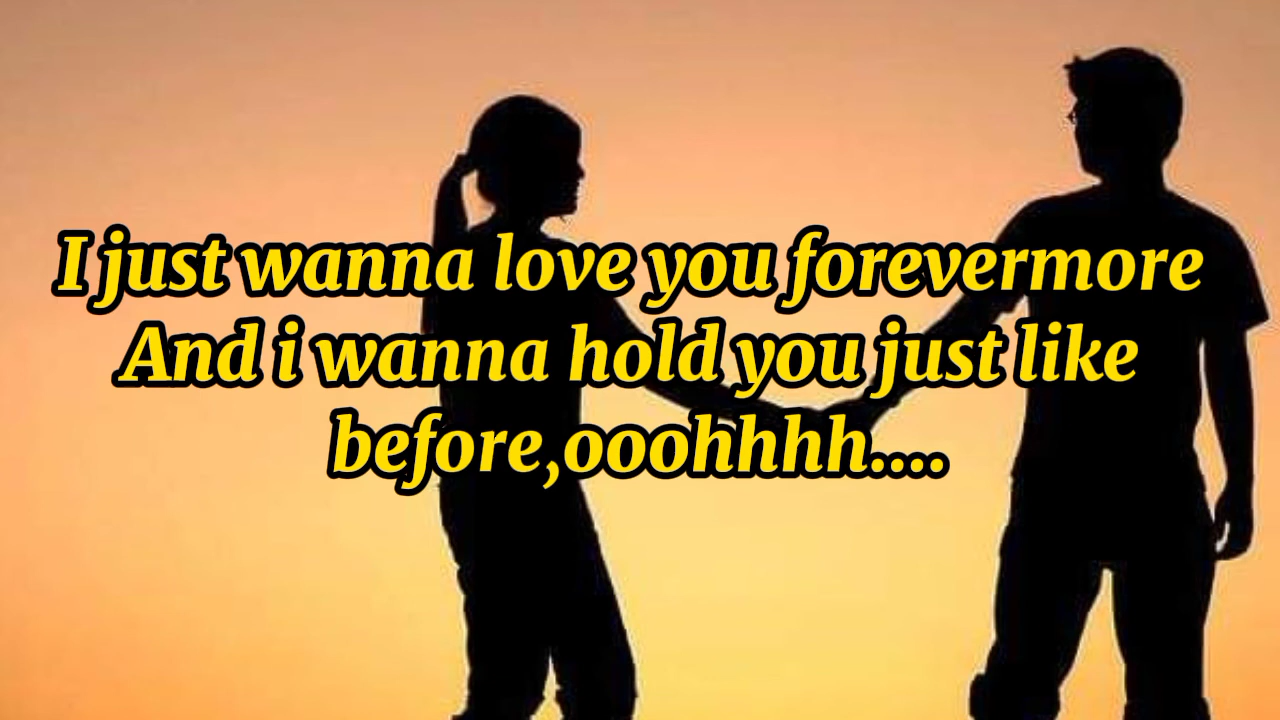 I just wanna love you forevermore
And i wanna hold you just like
before,ooohhhh....